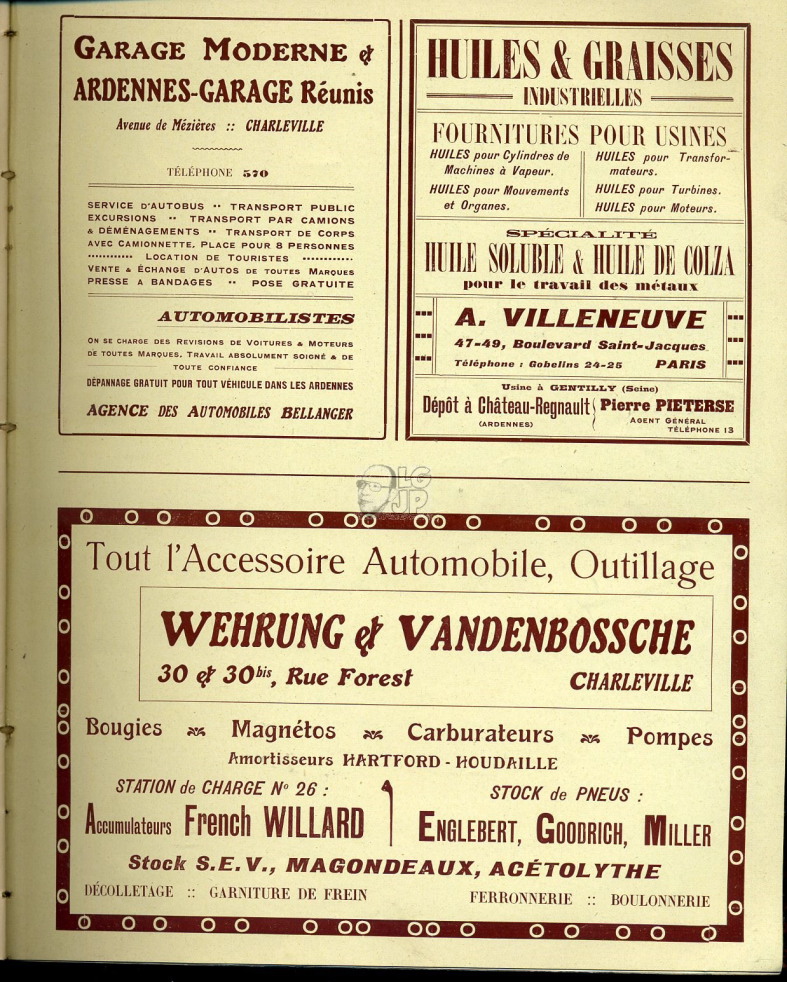 GARAGE MODERNE &
ARDENNES-GARAGE Réunis
Avenue de Mézières :: CHARLEVILLE
TÉLÉPHONE 570
SERVICE D'AUTOBUS •• TRANSPORT PUBLIC
EXCURSIONS •• TRANSPORT PAR CAMIONS
& DÉMÉNAGEMENTS •• TRANSPORT DE CORPS
AVEC CAMIONNETTE, PLACE POUR 8 PERSONNES
LOCATION DE TOURISTES
VENTE & ÉCHANGE D'AUTOS DE TOUTES MARQUES
PRESSE A BANDAGES •• POSE GRATUITE
AUTOMOBILISTES
ON SE CHARGE DES REVISIONS DE VOITURES & MOTEURS
DE TOUTES MARQUES, TRAVAIL ABSOLUMENT SOIGNÉ & DE
TOUTE CONFIANCE
DÉPANNAGE GRATUIT POUR TOUT VÉHICULE DANS LES ARDENNES
AGENCE DES AUTOMOBILES BELLANGER
HUILES & GRAISSES
INDUSTRIELLES
FOURNITURES POUR USINES
HUILES pour Cylindres de
Machines à Vapeur.
HUILES pour Mouvements
et Organes.
HUILES pour Transfor-
mateurs.
HUILES pour Turbines.
HUILES pour Moteurs.
SPÉCIALITÉ
HUILE SOLUBLE & HUILE DE COLZA
pour le travail des métaux
A. VILLENEUVE
47-49, Boulevard Saint-Jacques
Téléphone : Gobelins 24-25 PARIS
Usine à GENTILLY (Seine)
Dépôt à Château-Regnault
(ARDENNES)
Pierre PIETERSE
AGENT GÉNÉRAL
TÉLÉPHONE 13
LG
JP
Tout l'Accessoire Automobile, Outillage
WEHRUNG & VANDENBOSSCHE
30 & 30bis, Rue Forest CHARLEVILLE
Bougies Magnétos Carburateurs Pompes
Amortisseurs HARTFORD - HOUDAILLE
STATION de CHARGE No 26 :
Accumulateurs French WILLARD
STOCK de PNEUS :
ENGLEBERT, GOODRICH, MILLER
Stock S.E.V., MAGONDEAUX, ACÉTOLYTHE
DÉCOLLETAGE :: GARNITURE DE FREIN FERRONNERIE :: BOULONNERIE